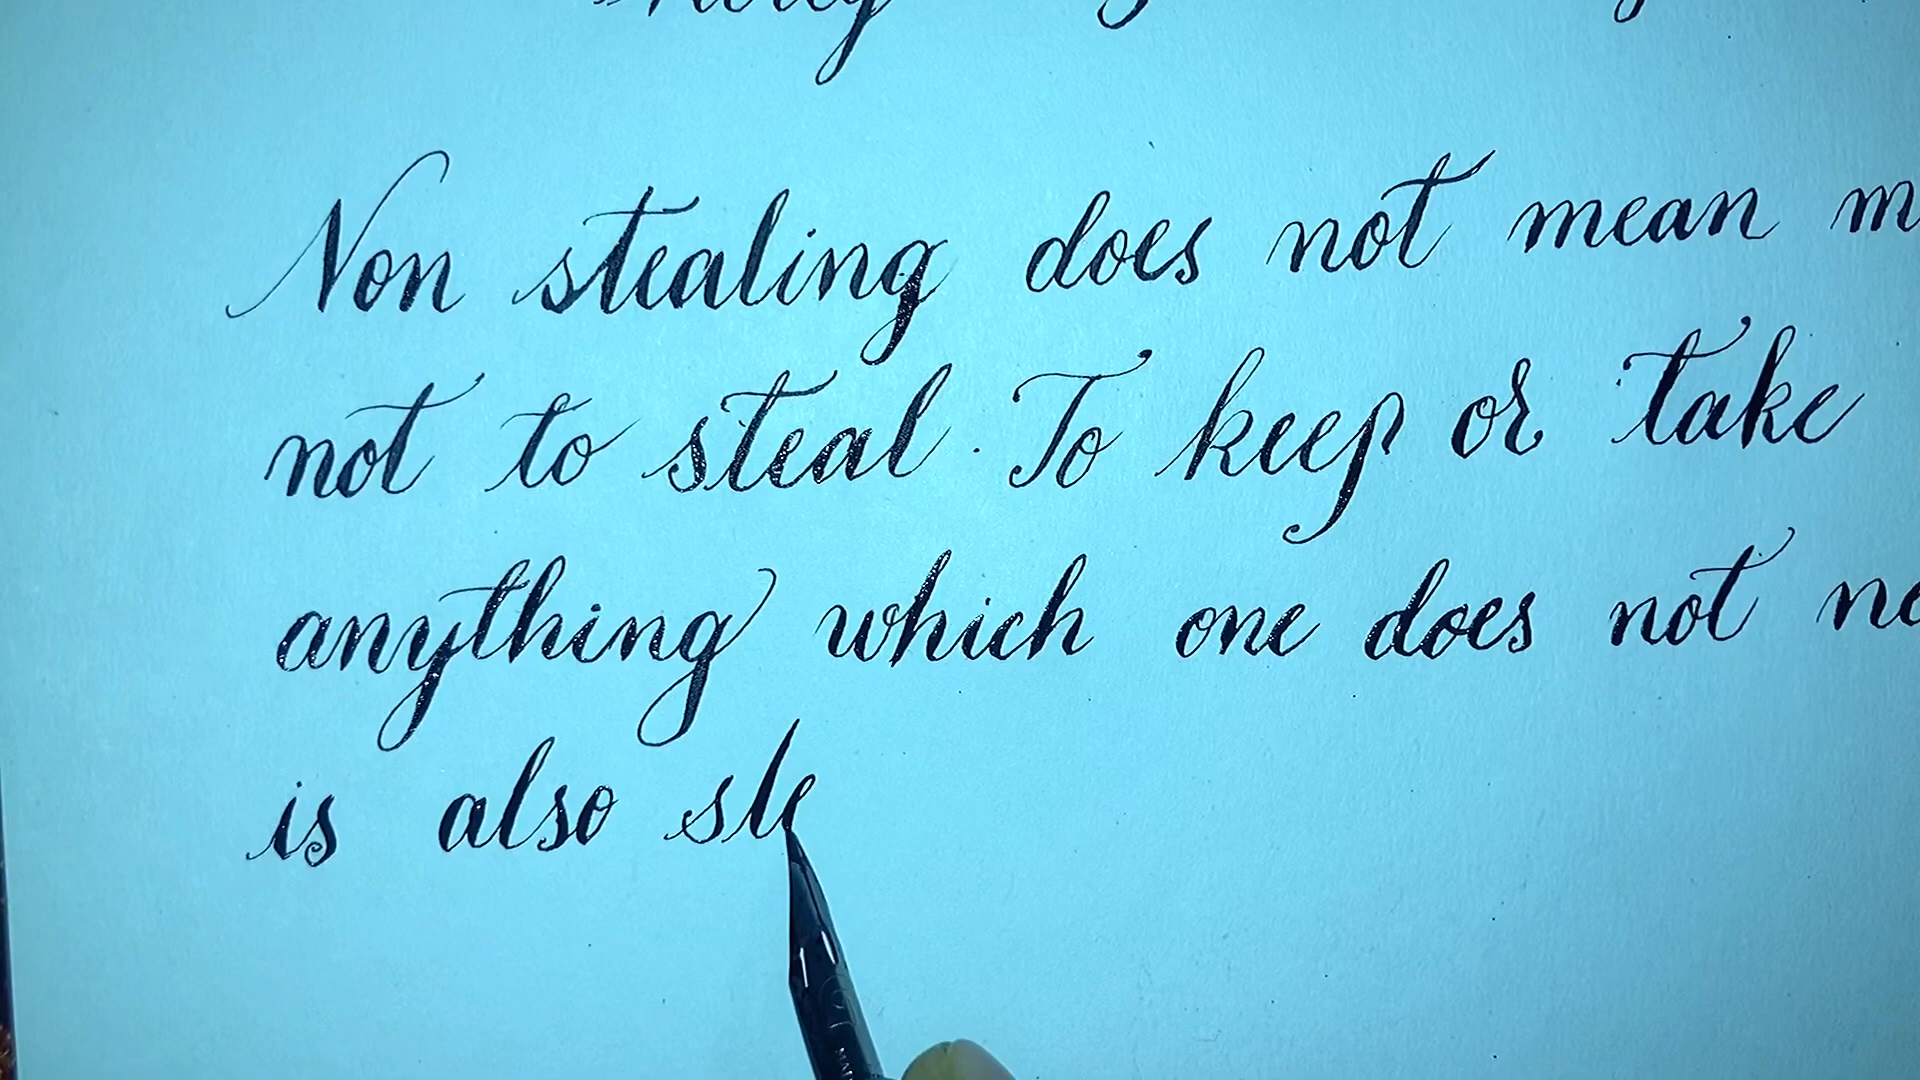 Non stealing does not mean m
not to steal. To keep or take
anything which one does not ne
is also ste